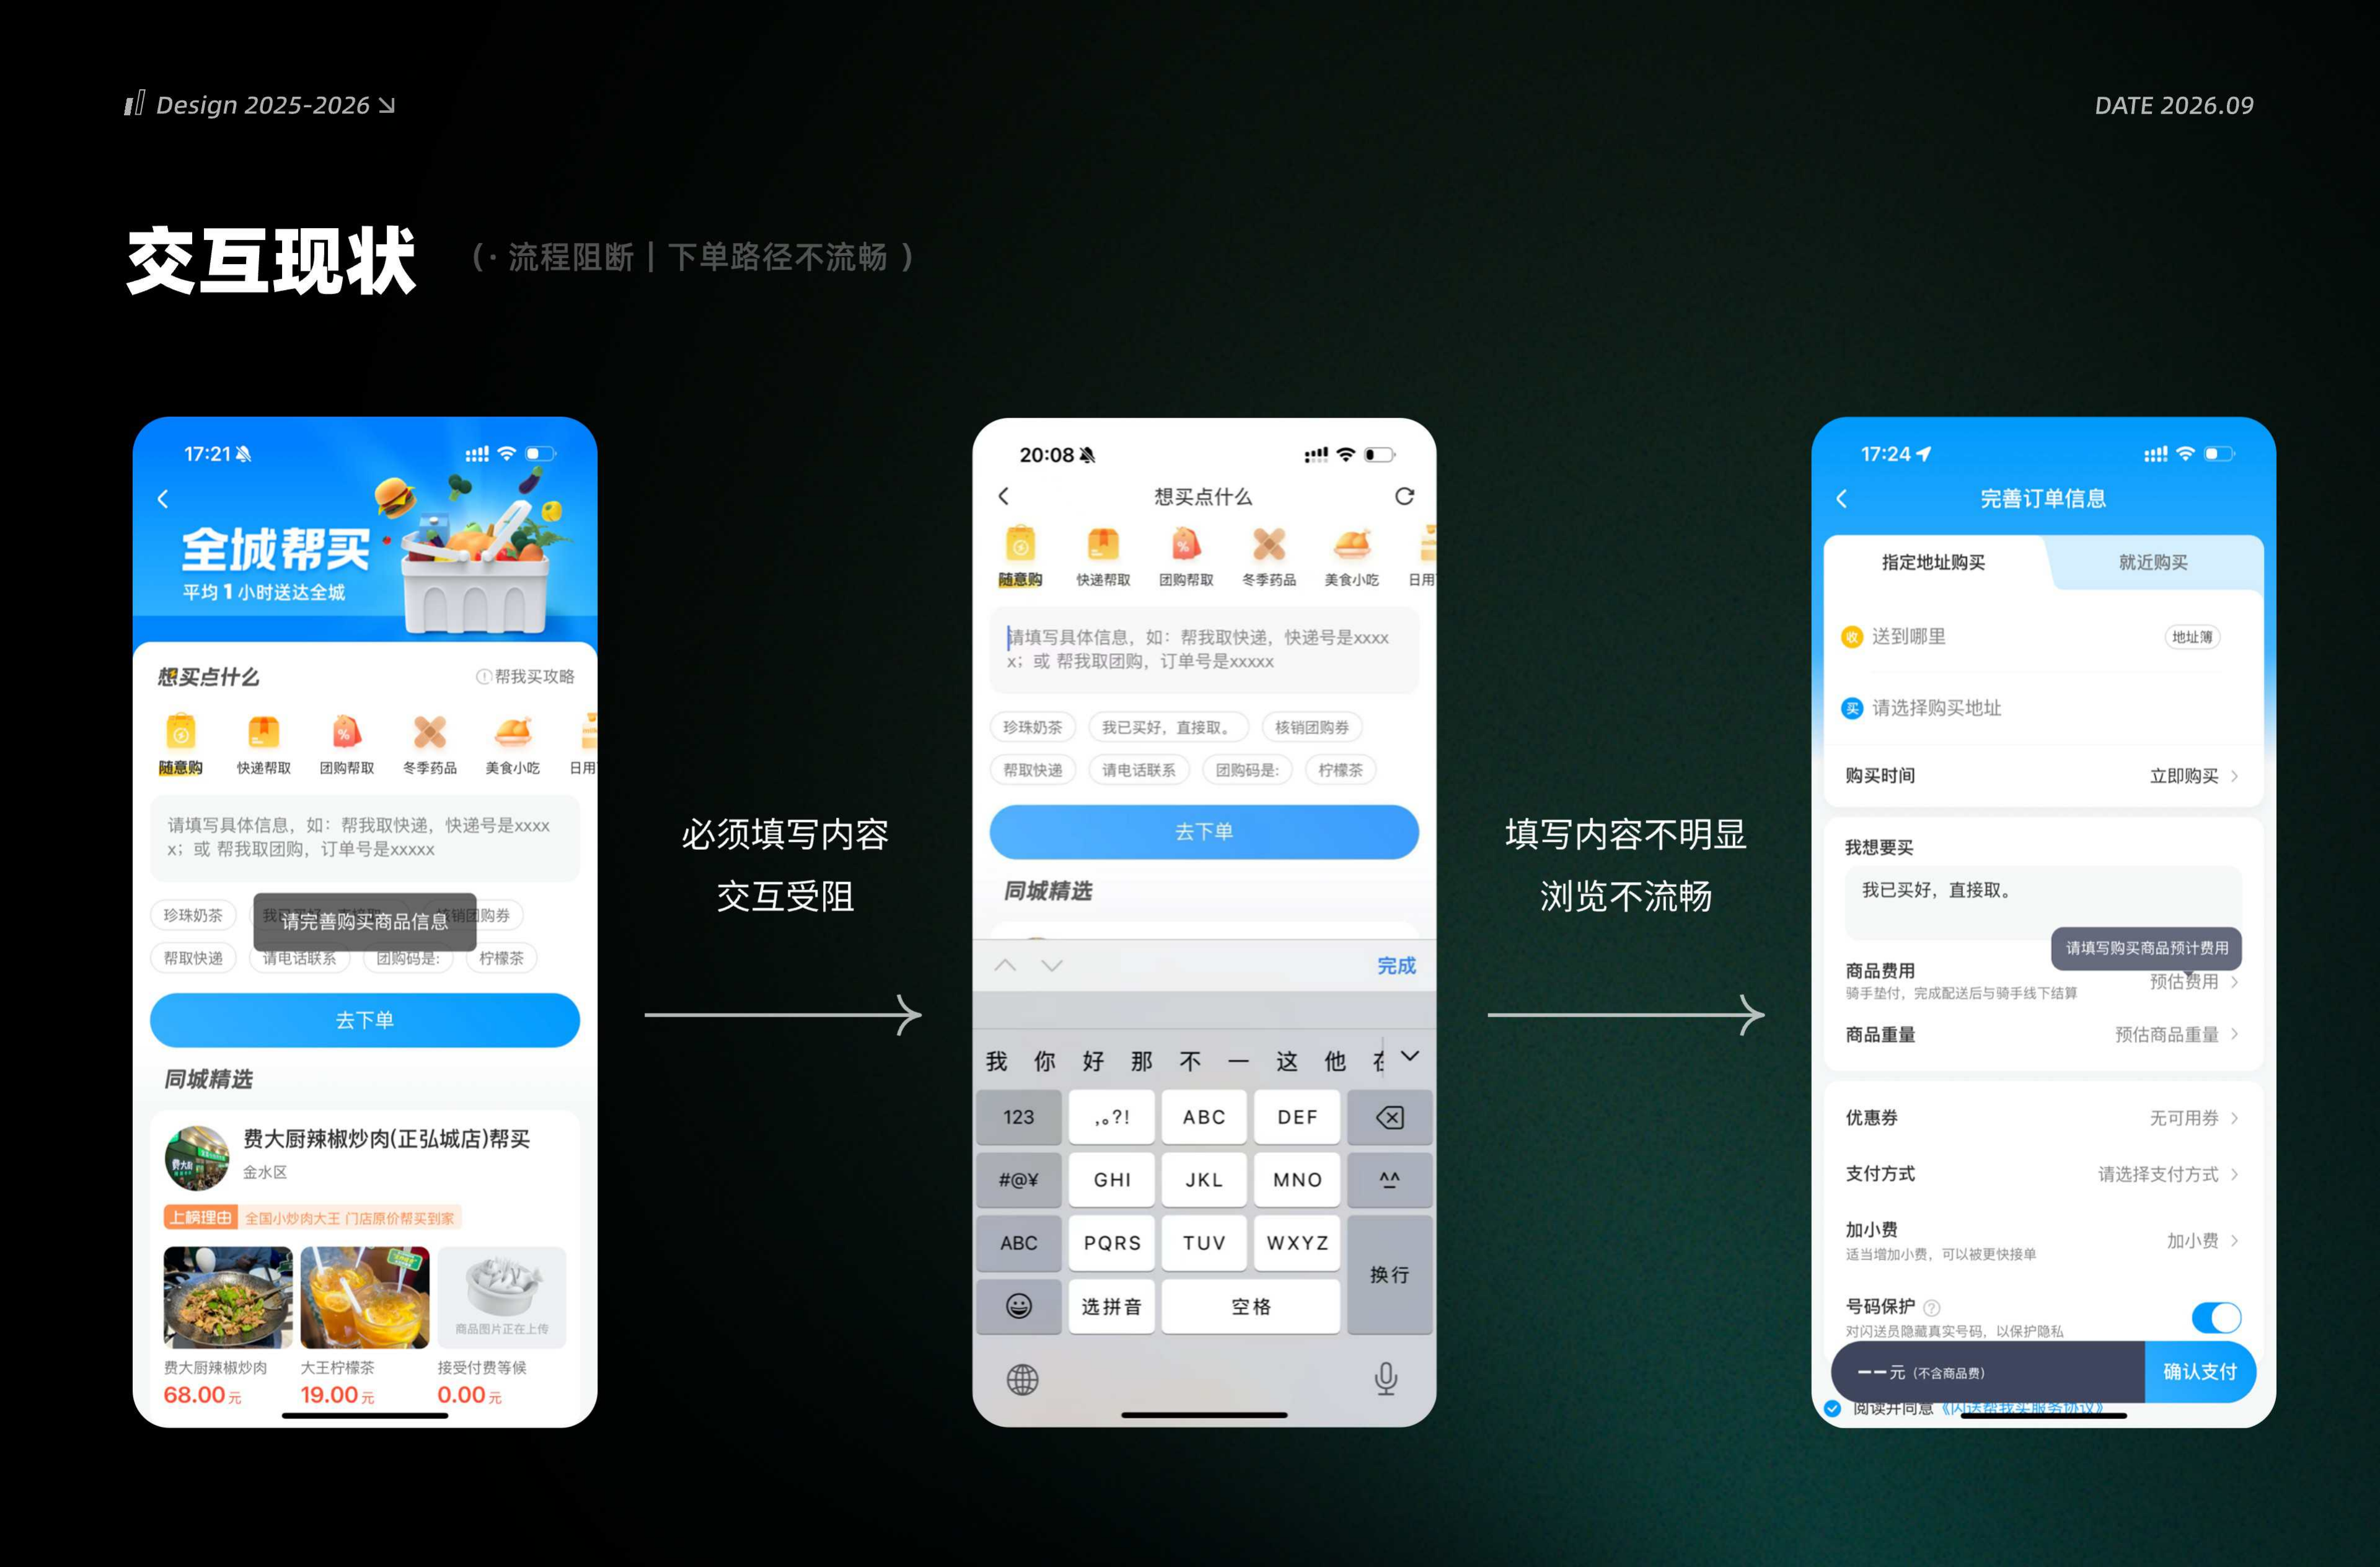 Design 2025-2026
DATE 2026.09
交互现状
（· 流程阻断 | 下单路径不流畅 ）
17:21
全城帮买
平均 1 小时送达全城
想买点什么
帮我买攻略
随意购
快递帮取
团购帮取
冬季药品
美食小吃
日用
请填写具体信息，如：帮我取快递，快递号是xxxx
x；或 帮我取团购，订单号是xxxxx
珍珠奶茶
请完善购买商品信息
帮取快递
请电话联系
团购码是:
柠檬茶
去下单
同城精选
费大厨辣椒炒肉(正弘城店)帮买
金水区
上榜理由
全国小炒肉大王 门店原价帮买到家
商品图片正在上传
费大厨辣椒炒肉
大王柠檬茶
接受付费等候
68.00 元
19.00 元
0.00 元
必须填写内容
交互受阻
20:08
想买点什么
随意购
快递帮取
团购帮取
冬季药品
美食小吃
日用
请填写具体信息，如：帮我取快递，快递号是xxxx
x；或 帮我取团购，订单号是xxxxx
珍珠奶茶
我已买好，直接取。
核销团购券
帮取快递
请电话联系
团购码是:
柠檬茶
去下单
同城精选
完成
我 你 好 那 不 一 这 他
123
,。?!
ABC
DEF
#@¥
GHI
JKL
MNO
^^
ABC
PQRS
TUV
WXYZ
换行
选拼音
空格
填写内容不明显
浏览不流畅
17:24
完善订单信息
指定地址购买
就近购买
收
送到哪里
地址簿
买
请选择购买地址
购买时间
立即购买
我想要买
我已买好，直接取。
请填写购买商品预计费用
商品费用
预估费用
骑手垫付，完成配送后与骑手线下结算
商品重量
预估商品重量
优惠券
无可用券
支付方式
请选择支付方式
加小费
加小费
适当增加小费，可以被更快接单
号码保护
对闪送员隐藏真实号码，以保护隐私
−−元 (不含商品费)
确认支付
阅读并同意《闪送帮我买服务协议》